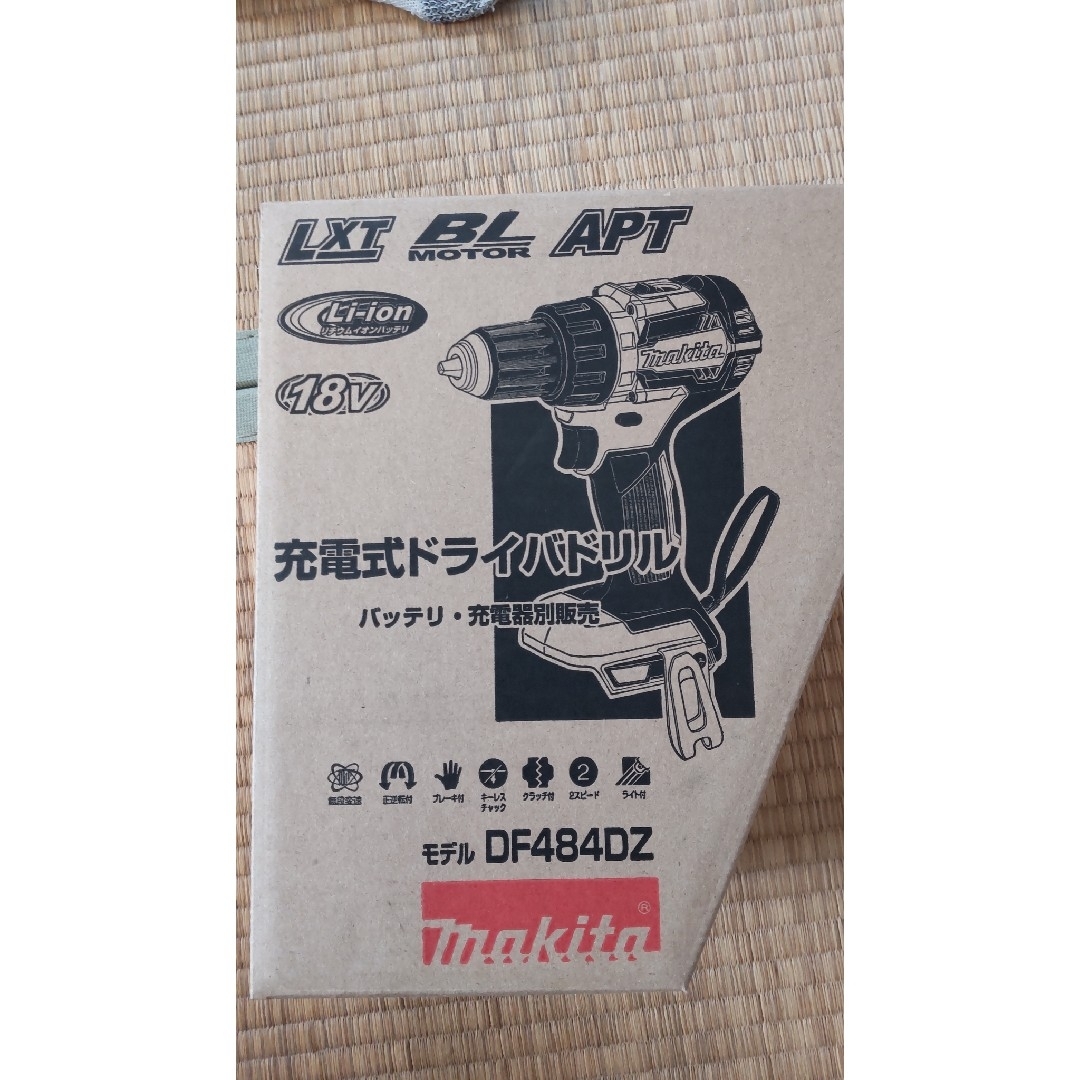 LXT BL MOTOR APT
Li-ion
リチウムイオンバッテリ
18V
makita
充電式ドライバドリル
バッテリ・充電器別販売
無段変速 正逆転付 ブレーキ付 キーレスチャック クラッチ付 2 2スピード ライト付
モデル DF484DZ
makita®